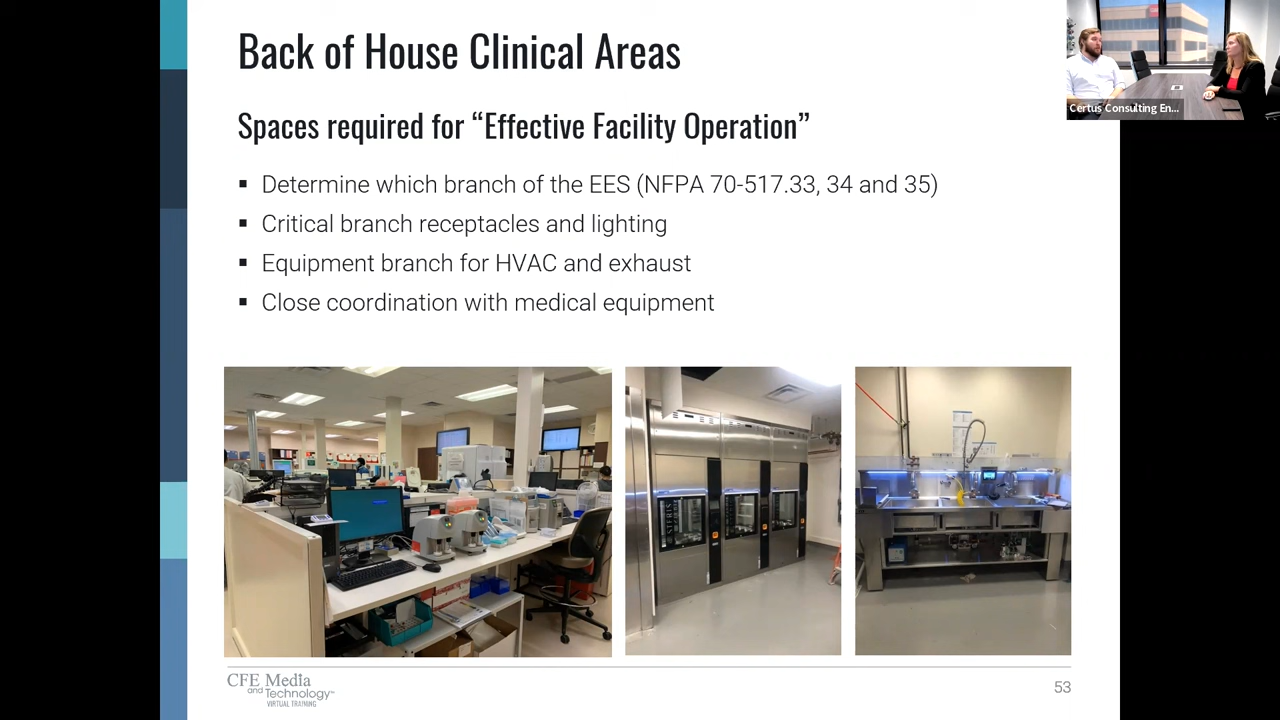 Back of House Clinical Areas
Certus Consulting En...
Spaces required for “Effective Facility Operation”
▪ Determine which branch of the EES (NFPA 70-517.33, 34 and 35)
▪ Critical branch receptacles and lighting
▪ Equipment branch for HVAC and exhaust
▪ Close coordination with medical equipment
STERIS
CFE Media
and Technology™
VIRTUAL TRAINING
53